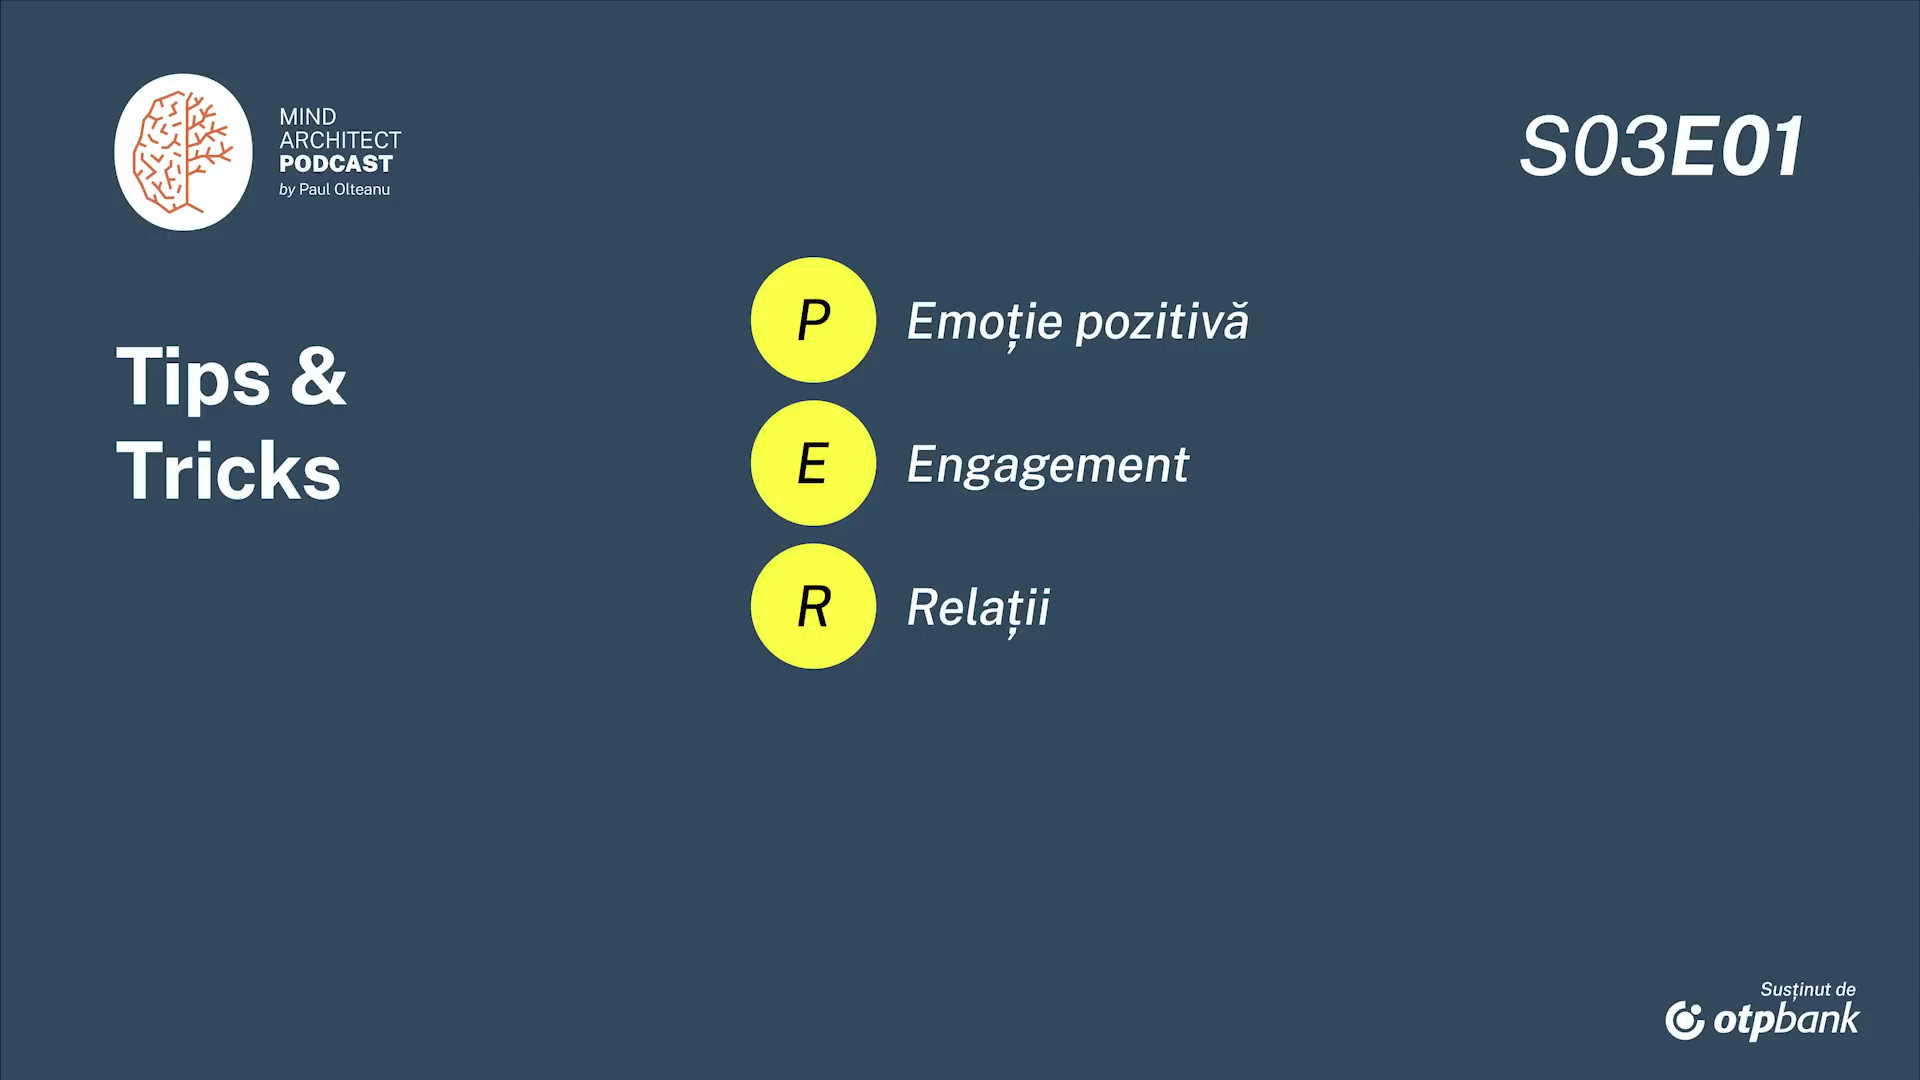 MIND
ARCHITECT
PODCAST
by Paul Olteanu
S03E01
Tips &
Tricks
P Emoție pozitivă
E Engagement
R Relații
Susținut de
otpbank